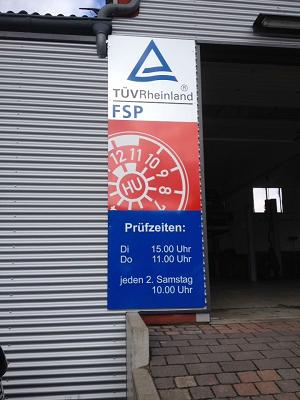 TÜVRheinland®
FSP
12 11 10 9 8 7
HU
Prüfzeiten:
Di 15.00 Uhr
Do 11.00 Uhr
jeden 2. Samstag
10.00 Uhr